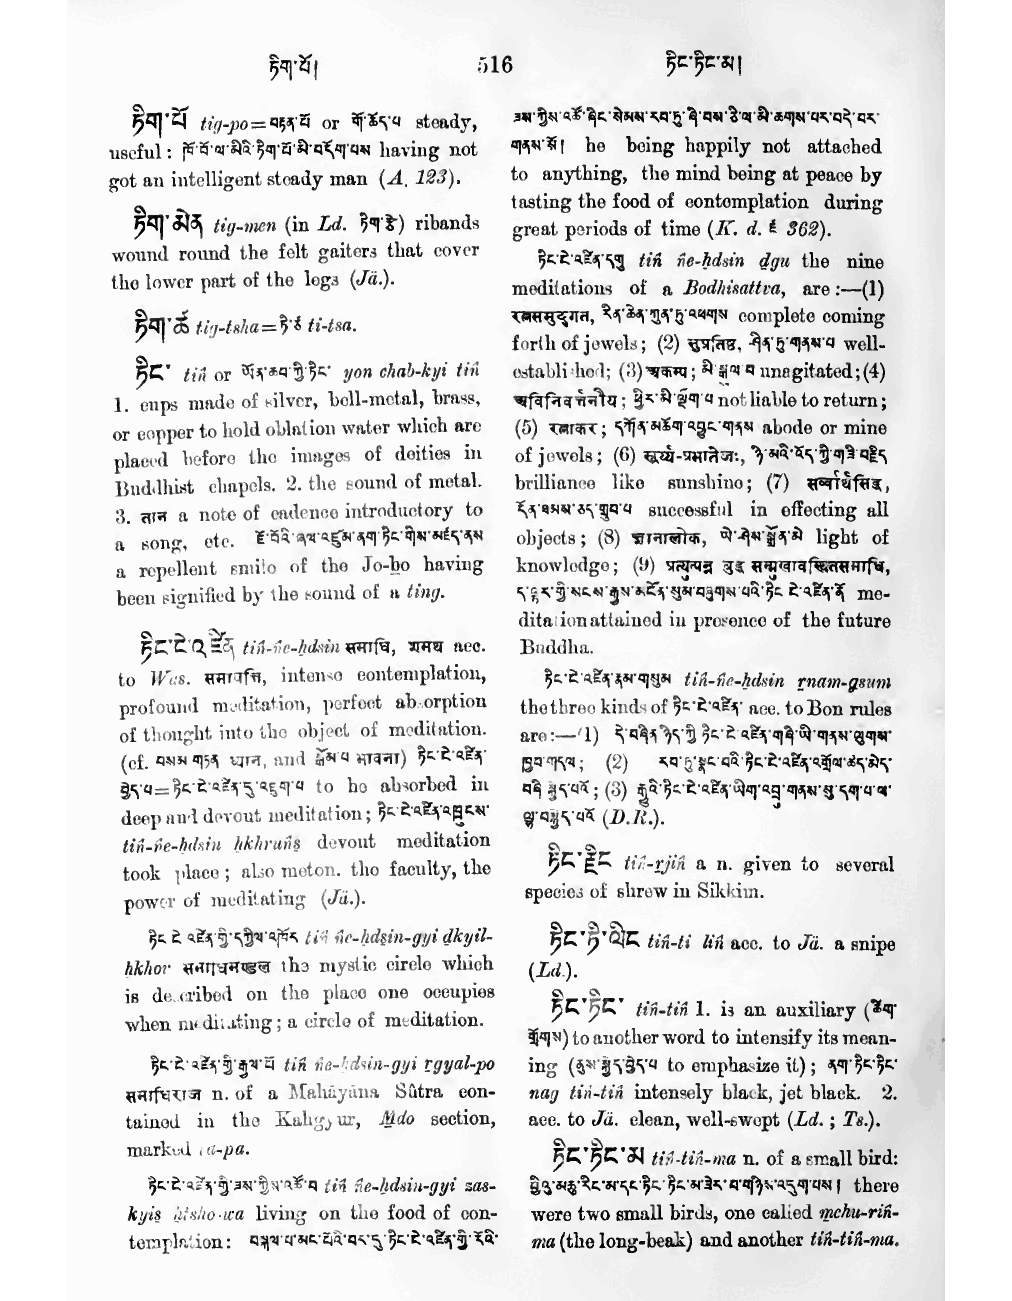 ཏིག་པོ། 516 ཏིང་ཏིང་མ།
ཏིག་པོ tig-po=བརྟན་པོ or གོ་ཆོད་པ steady,
useful: ཁོ་བོ་ལ་མིའི་ཏིག་པོ་མི་བདོག་པས having not
got an intelligent steady man (A. 123).
ཏིག་མེན tig-men (in Ld. ཏིག་རྩེ) ribands
wound round the felt gaiters that cover
the lower part of the legs (Jä.).
ཏིག་ཚ tig-tsha=ཏི་ཙ ti-tsa.
ཏིང་ tiṅ or ཡོན་ཆབ་ཀྱི་ཏིང་ yon chab-kyi tiṅ
1. cups made of silver, bell-metal, brass,
or copper to hold oblation water which are
placed before the images of deities in
Buddhist chapels. 2. the sound of metal.
3. तान a note of cadence introductory to
a song, etc. ཇོ་བོའི་ཞལ་འཛུམ་ནག་ཏིང་གིས་མཛད་ནས
a repellent smile of the Jo-ḅo having
been signified by the sound of a ting.
ཏིང་ངེ་འཛིན tiṅ-ṅe-ḥdsin समाधि, शमथ acc.
to Was. समापत्ति, intense contemplation,
profound meditation, perfect absorption
of thought into the object of meditation.
(cf. བསམ་གཏན ध्यान, and སྒོམ་པ भावना) ཏིང་ངེ་འཛིན་
བྱེད་པ=ཏིང་ངེ་འཛིན་དུ་འདུག་པ to be absorbed in
deep and devout meditation; ཏིང་ངེ་འཛིན་འཁྲུངས་
tiṅ-ṅe-ḥdsin ḥkhruṅs devout meditation
took place; also meton. the faculty, the
power of meditating (Jä.).
ཏིང་ངེ་འཛིན་གྱི་དཀྱིལ་འཁོར tiṅ ṅe-ḥdsin-gyi dkyil-
ḥkhor समाधिमण्डल the mystic circle which
is described on the place one occupies
when meditating; a circle of meditation.
ཏིང་ངེ་འཛིན་གྱི་རྒྱལ་པོ tiṅ ṅe-ḥdsin-gyi rgyal-po
समाधिराज n. of a Mahāyāna Sûtra con-
tained in the Kahgyur, Mdo section,
marked -pa.
ཏིང་ངེ་འཛིན་གྱི་ཟས་ཀྱིས་འཚོ་བ tiṅ ṅe-ḥdsin-gyi zas-
kyis ḥtsho-wa living on the food of con-
templation: བསྐལ་པ་མང་པོའི་བར་དུ་ཏིང་ངེ་འཛིན་གྱི་རོའི་
ཟས་ཀྱིས་འཚོ་ཞིང་སེམས་རབ་ཏུ་ཞི་བས་ཅི་ལ་མི་ཆགས་པར་བདེ་བར་
གནས་སོ། he being happily not attached
to anything, the mind being at peace by
tasting the food of contemplation during
great periods of time (K. d. ༤ 362).
ཏིང་ངེ་འཛིན་དགུ tiṅ ṅe-ḥdsin dgu the nine
meditations of a Bodhisattva, are:—(1)
रत्नसमुद्गत, རིན་ཆེན་ཀུན་ཏུ་འཕགས complete coming
forth of jewels; (2) सुप्रतिष्ठ, ཤིན་ཏུ་གནས་པ well-
established; (3) अकम्प्य; མི་སྒུལ་བ unagitated; (4)
अविनिवर्त्तनीय; ཕྱིར་མི་ལྡོག་པ not liable to return;
(5) रत्नाकर; དཀོན་མཆོག་འབྱུང་གནས abode or mine
of jewels; (6) सूर्य्य-प्रभातेजः, ཉི་མའི་འོད་ཀྱི་གཟི་བརྗིད
brilliance like sunshine; (7) सर्व्वार्थसिद्ध,
དོན་ཐམས་ཅད་གྲུབ་པ successful in effecting all
objects; (8) ज्ञानालोक, ཡེ་ཤེས་སྒྲོན་མེ light of
knowledge; (9) प्रत्युत्पन्न बुद्ध सम्मुखावस्थितसमाधि,
ད་ལྟར་གྱི་སངས་རྒྱས་མངོན་སུམ་བཞུགས་པའི་ཏིང་ངེ་འཛིན་ནོ me-
ditation attained in presence of the future
Buddha.
ཏིང་ངེ་འཛིན་རྣམ་གསུམ tiṅ-ṅe-ḥdsin rnam-gsum
the three kinds of ཏིང་ངེ་འཛིན་ acc. to Bon rules
are:—(1) དེ་བཞིན་ཉིད་ཀྱི་ཏིང་ངེ་འཛིན་གཞི་ཡི་གནས་ལུགས་
ཁྱབ་གདལ; (2) རབ་ཏུ་སྣང་བའི་ཏིང་ངེ་འཛིན་འགྲོལ་ཚད་མེད་
བཞི་སྒྲུད་པའོ; (3) རྒྱུའི་ཏིང་ངེ་འཛིན་ཡིག་འབྲུ་གནས་སུ་དག་པ་ལ་
ལྷ་བསྐྱེད་པའོ (D.R.).
ཏིང་རྗིང tiṅ-rjiṅ a n. given to several
species of shrew in Sikkim.
ཏིང་ཏི་ལིང tiṅ-ti liṅ acc. to Jä. a snipe
(Ld.).
ཏིང་ཏིང་ tiṅ-tiṅ 1. is an auxiliary (ཚིག་
གྲོགས) to another word to intensify its mean-
ing (ནུས་སྐྱེད་བྱེད་པ to emphasize it); ནག་ཏིང་ཏིང་
nag tiṅ-tiṅ intensely black, jet black. 2.
acc. to Jä. clean, well-swept (Ld.; Ts.).
ཏིང་ཏིང་མ tiṅ-tiṅ-ma n. of a small bird:
བྱིའུ་མཆུ་རིང་མ་དང་ཏིང་ཏིང་མ་ཟེར་བ་གཉིས་འདུག་པས། there
were two small birds, one called mchu-riṅ-
ma (the long-beak) and another tiṅ-tiṅ-ma.